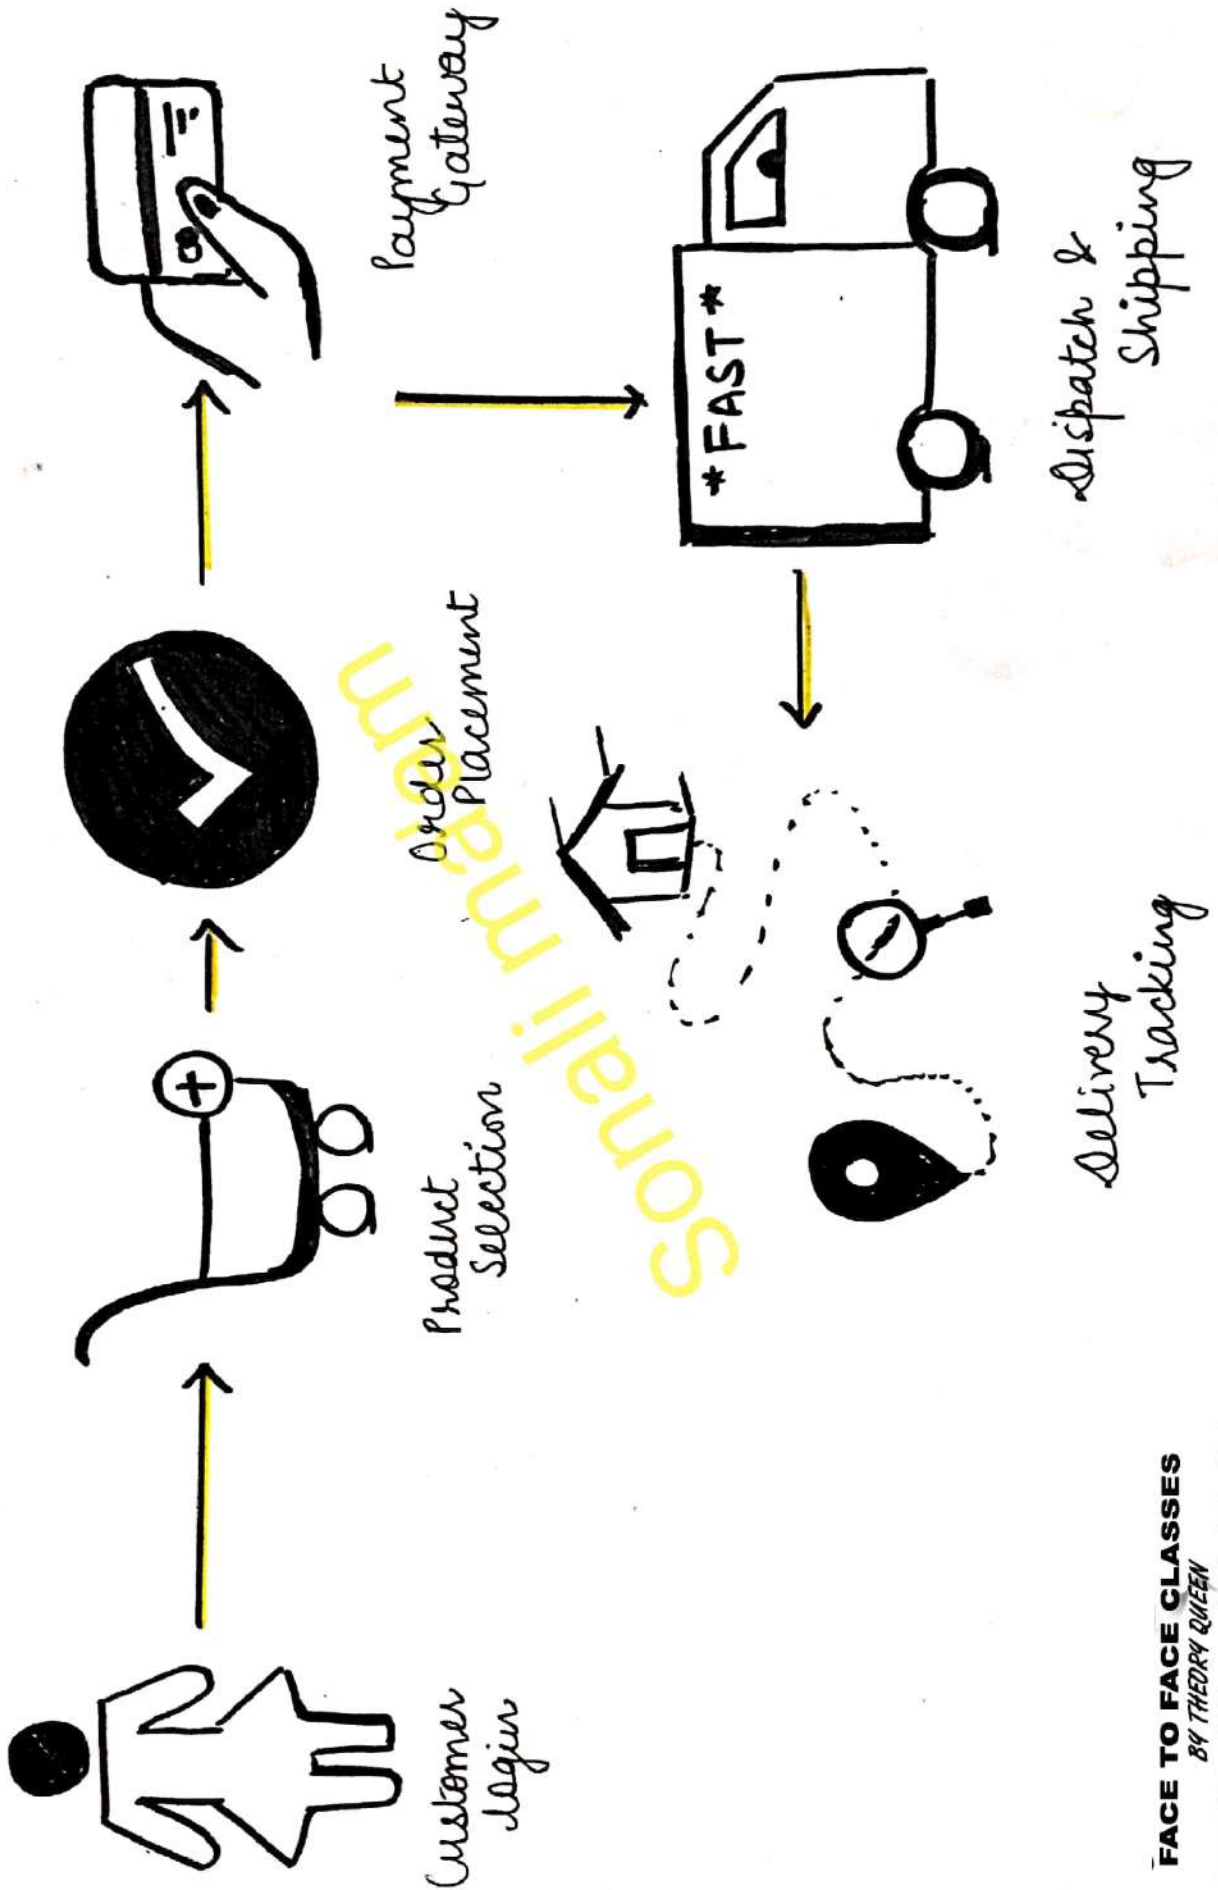 Customer
login
Product
Selection
Order
Placement
Payment
Gateway
*FAST*
Dispatch &
Shipping
Delivery
Tracking
Sonali ma'am
FACE TO FACE CLASSES
BY THEORY QUEEN